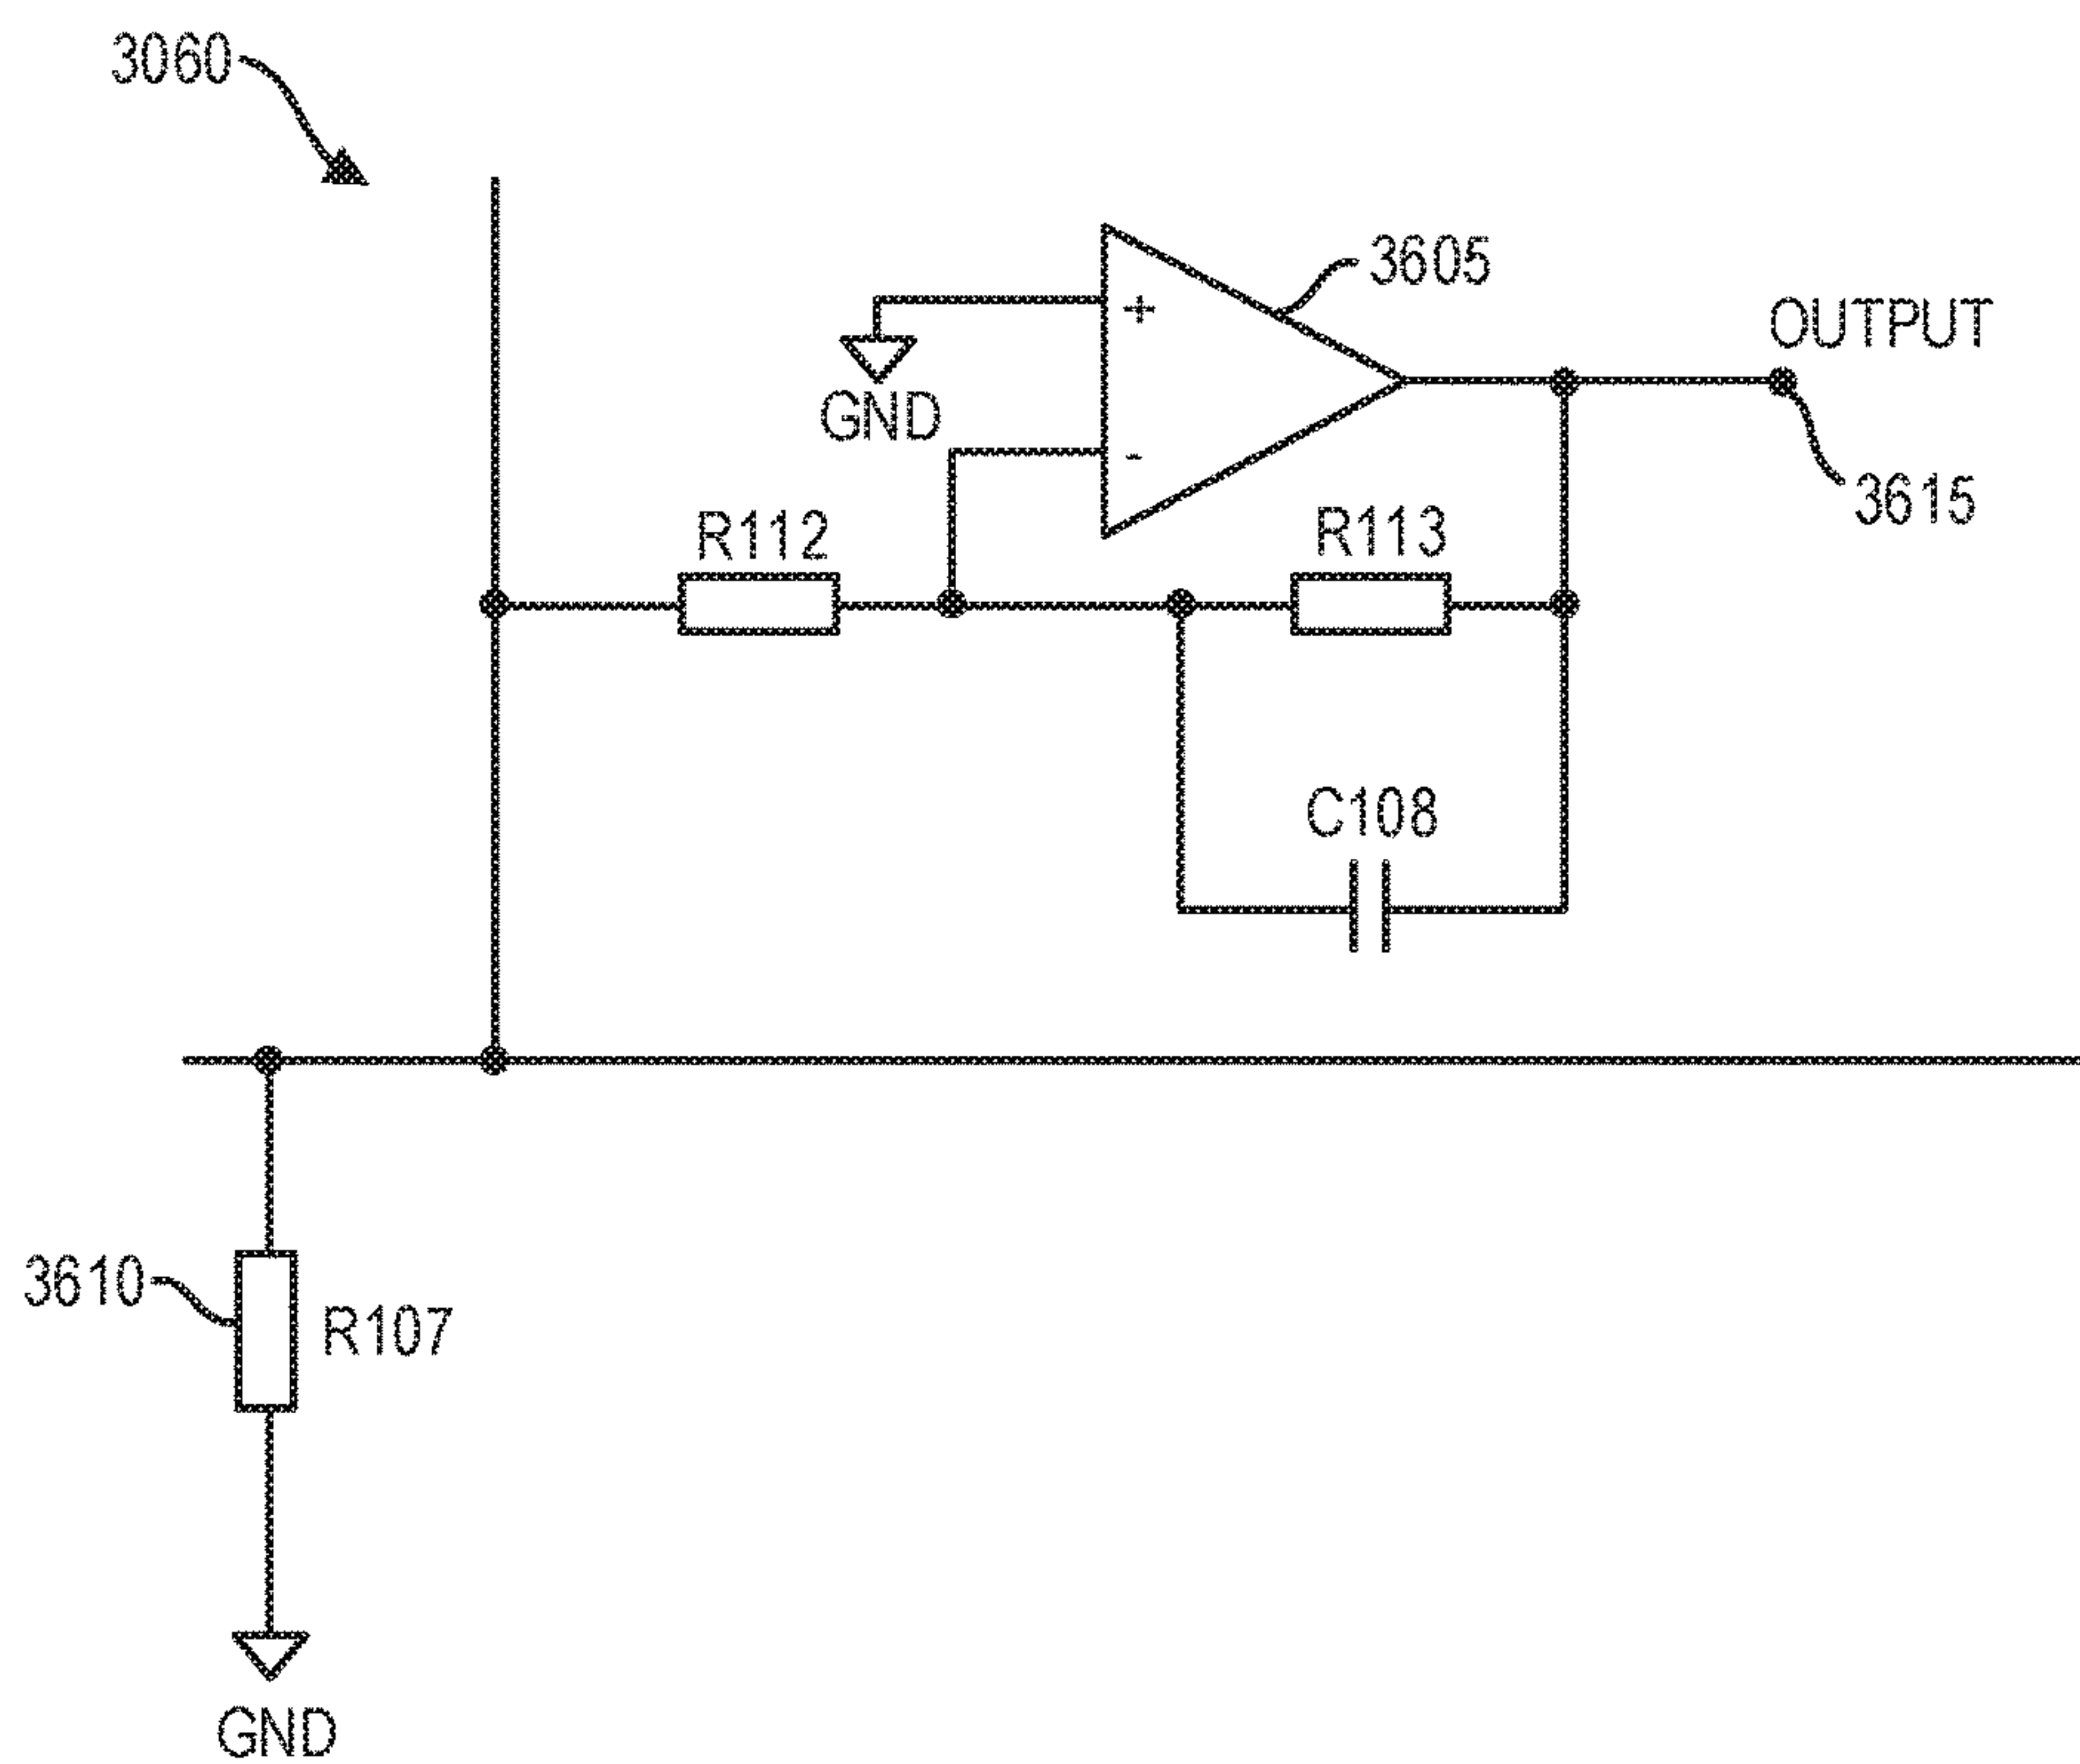 3060
3605
OUTPUT
+
GND
-
3615
R112
R113
C108
3610
R107
GND